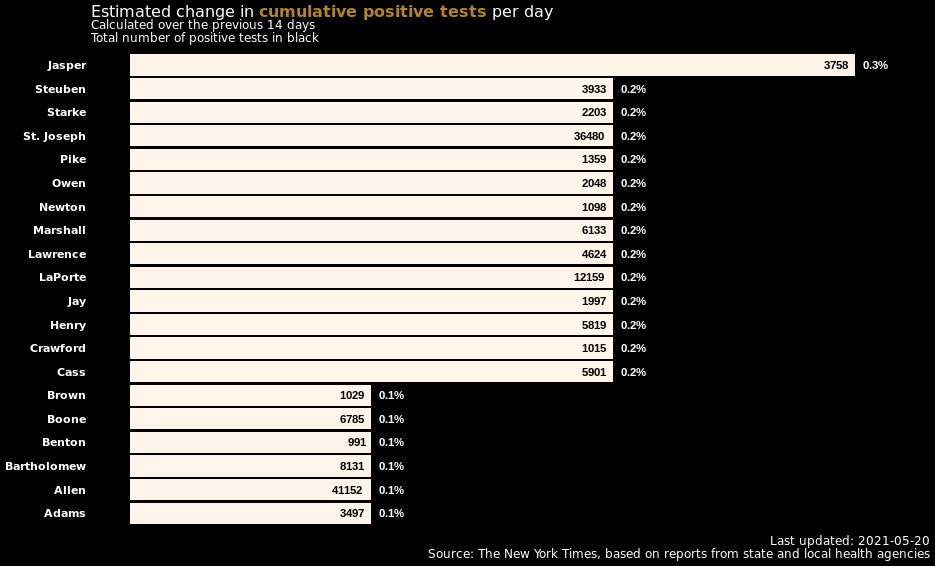 Estimated change in cumulative positive tests per day
Calculated over the previous 14 days
Total number of positive tests in black
Jasper 3758 0.3%
Steuben 3933 0.2%
Starke 2203 0.2%
St. Joseph 36480 0.2%
Pike 1359 0.2%
Owen 2048 0.2%
Newton 1098 0.2%
Marshall 6133 0.2%
Lawrence 4624 0.2%
LaPorte 12159 0.2%
Jay 1997 0.2%
Henry 5819 0.2%
Crawford 1015 0.2%
Cass 5901 0.2%
Brown 1029 0.1%
Boone 6785 0.1%
Benton 991 0.1%
Bartholomew 8131 0.1%
Allen 41152 0.1%
Adams 3497 0.1%
Last updated: 2021-05-20
Source: The New York Times, based on reports from state and local health agencies